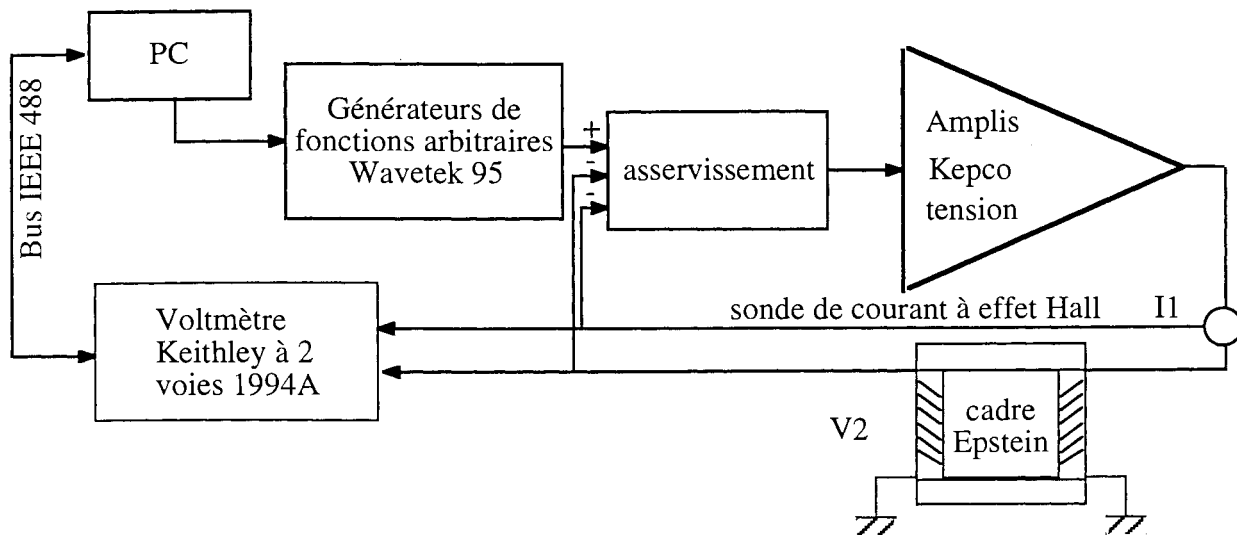 PC
Bus IEEE 488
Générateurs de
fonctions arbitraires
Wavetek 95
+
-
-
asservissement
Amplis
Kepco
tension
sonde de courant à effet Hall
I1
Voltmètre
Keithley à 2
voies 1994A
V2
cadre
Epstein